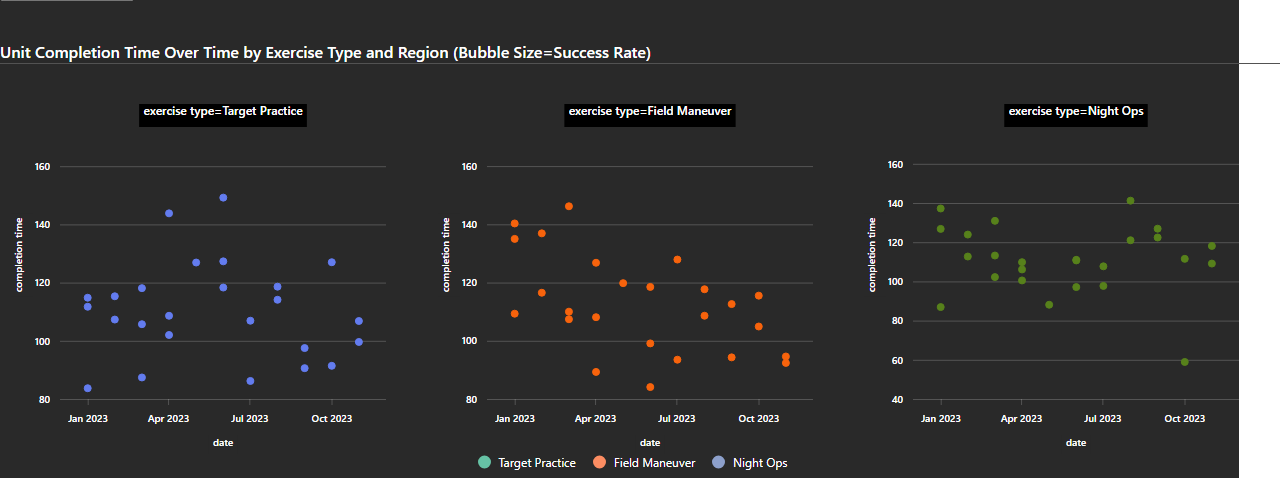 Unit Completion Time Over Time by Exercise Type and Region (Bubble Size=Success Rate)
exercise type=Target Practice
exercise type=Field Maneuver
exercise type=Night Ops
completion time
160
140
120
100
80
Jan 2023
Apr 2023
Jul 2023
Oct 2023
date
completion time
160
140
120
100
80
Jan 2023
Apr 2023
Jul 2023
Oct 2023
date
completion time
160
140
120
100
80
60
40
Jan 2023
Apr 2023
Jul 2023
Oct 2023
date
Target Practice
Field Maneuver
Night Ops